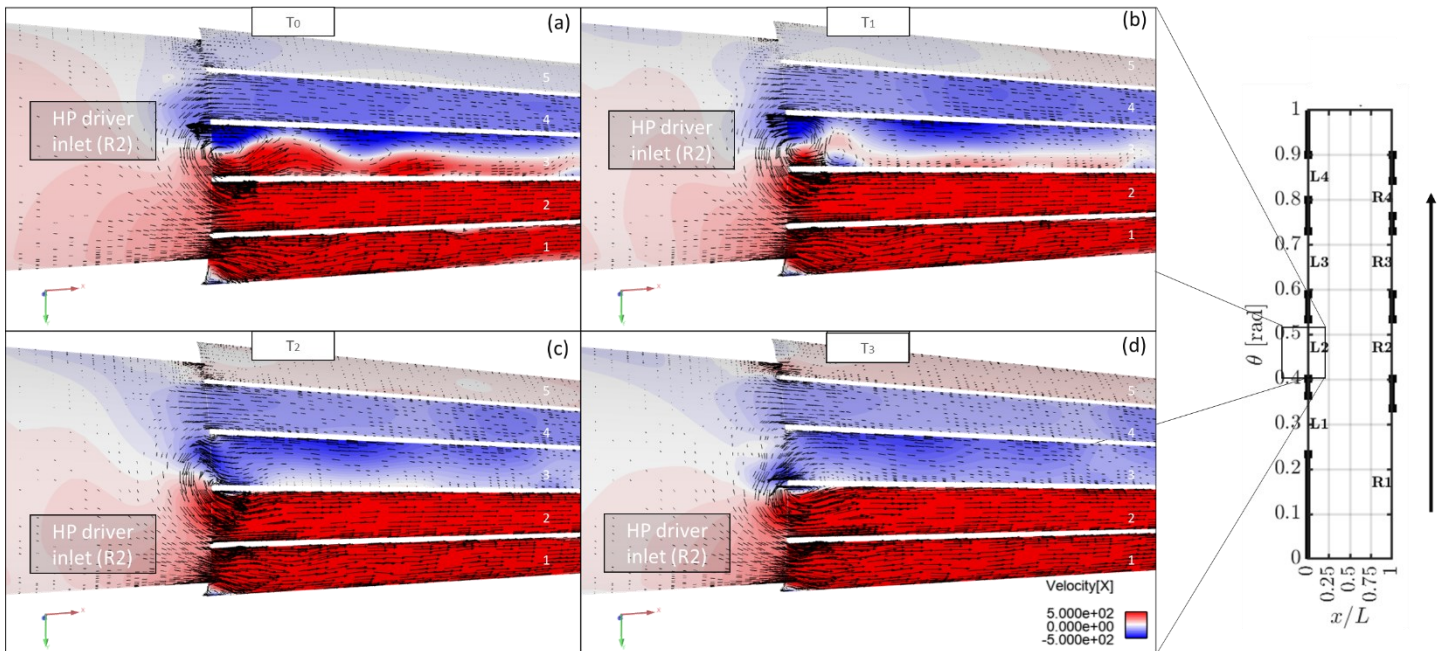 T0
(a)
HP driver
inlet (R2)
5
4
3
2
1
x
Y
T1
(b)
HP driver
inlet (R2)
5
4
3
2
1
x
Y
T2
(c)
HP driver
inlet (R2)
5
4
3
2
1
x
Y
T3
(d)
HP driver
inlet (R2)
5
4
3
2
1
x
Y
Velocity[X]
5.000e+02
0.000e+00
-5.000e+02
θ [rad]
1
0.9
0.8
0.7
0.6
0.5
0.4
0.3
0.2
0.1
0
L4
R4
L3
R3
L2
R2
L1
R1
0
0.25
0.5
0.75
1
x/L